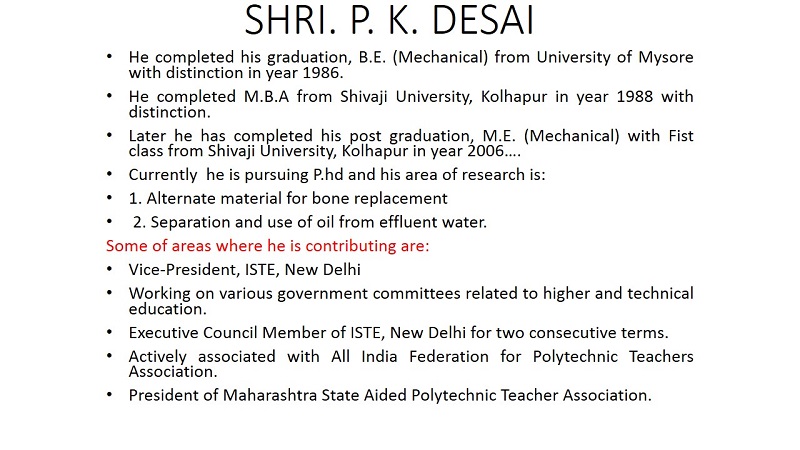 SHRI. P. K. DESAI
• He completed his graduation, B.E. (Mechanical) from University of Mysore
with distinction in year 1986.
• He completed M.B.A from Shivaji University, Kolhapur in year 1988 with
distinction.
• Later he has completed his post graduation, M.E. (Mechanical) with Fist
class from Shivaji University, Kolhapur in year 2006....
• Currently he is pursuing P.hd and his area of research is:
• 1. Alternate material for bone replacement
• 2. Separation and use of oil from effluent water.
Some of areas where he is contributing are:
• Vice-President, ISTE, New Delhi
• Working on various government committees related to higher and technical
education.
• Executive Council Member of ISTE, New Delhi for two consecutive terms.
• Actively associated with All India Federation for Polytechnic Teachers
Association.
• President of Maharashtra State Aided Polytechnic Teacher Association.